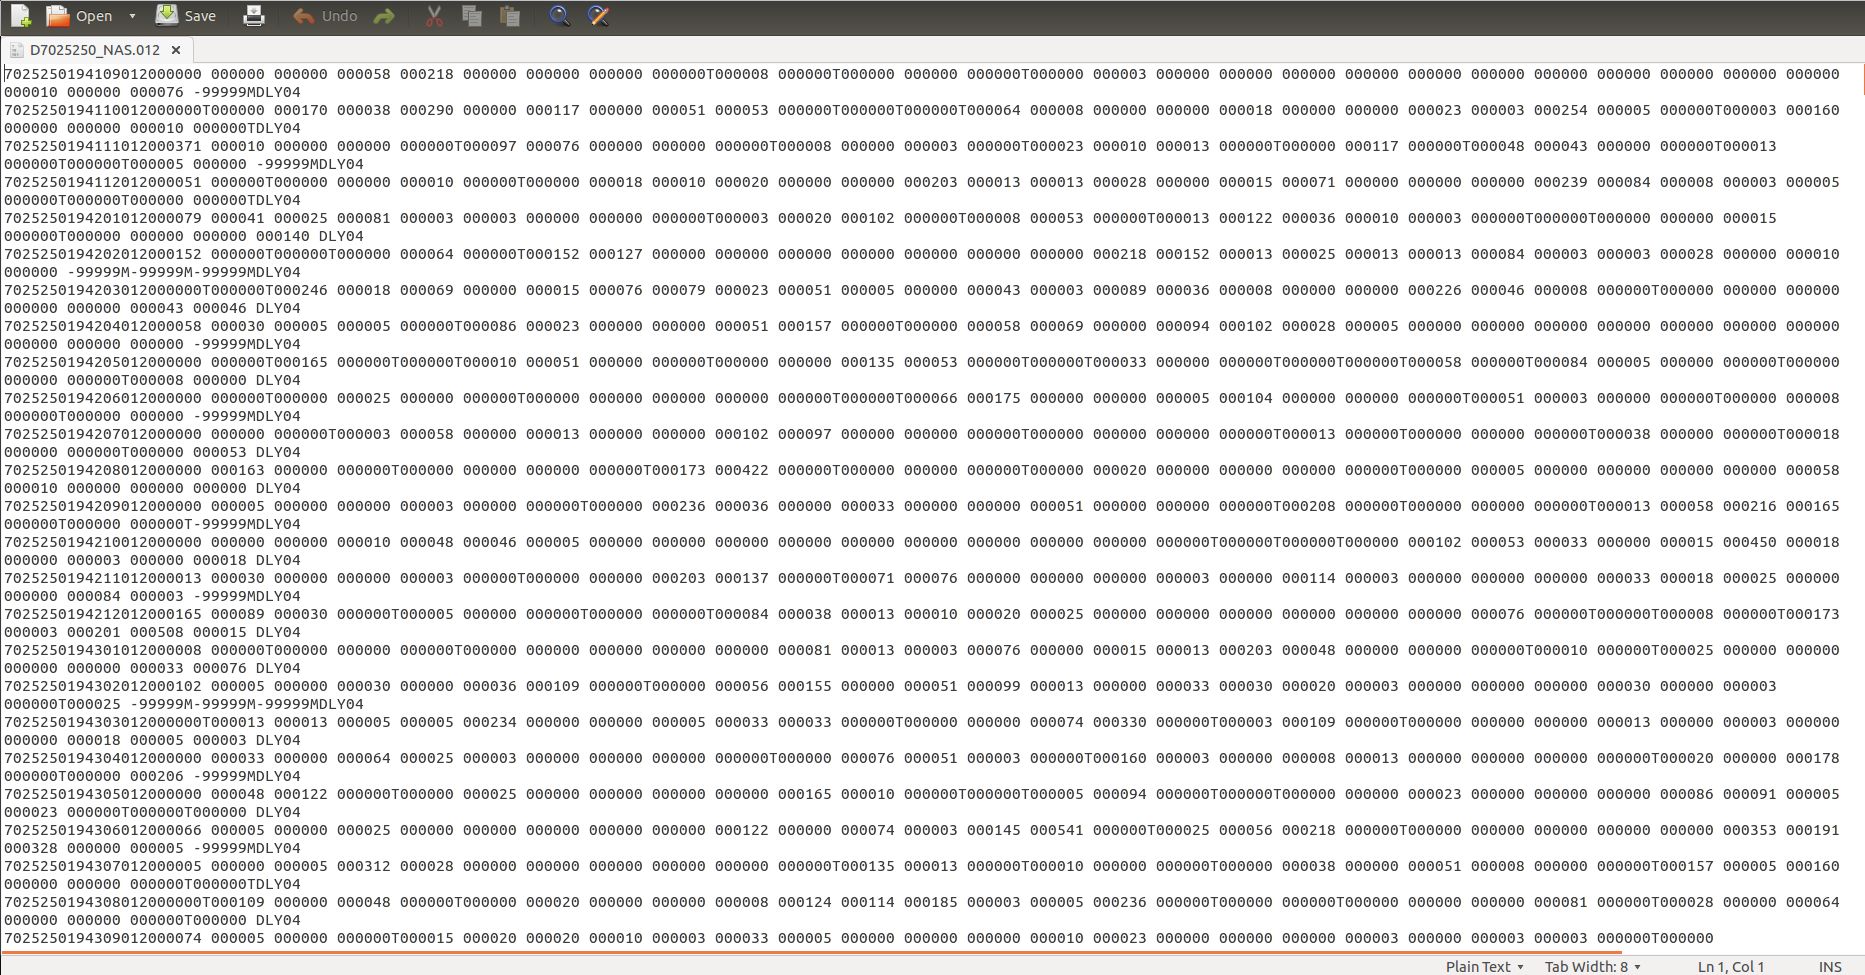 Open Save Undo
D7025250_NAS.012 ×
7025250194109012000000 000000 000000 000058 000218 000000 000000 000000 000000T000008 000000T000000 000000 000000T000000 000003 000000 000000 000000 000000 000000 000000 000000 000000 000000 000000 000000
000010 000000 000076 -99999MDLY04
7025250194110012000000T000000 000170 000038 000290 000000 000117 000000 000051 000053 000000T000000T000000T000064 000008 000000 000000 000018 000000 000000 000000 000023 000003 000254 000005 000000T000003 000160
000000 000000 000010 000000TDLY04
7025250194111012000371 000010 000000 000000 000000T000097 000076 000000 000000 000000T000008 000000 000003 000000T000023 000010 000013 000000T000000 000117 000000T000048 000043 000000 000000T000013
000000T000000T000005 000000 -99999MDLY04
7025250194112012000051 000000T000000 000000 000010 000000T000000 000018 000010 000020 000000 000000 000203 000013 000013 000028 000000 000015 000071 000000 000000 000000 000239 000084 000008 000003 000005
000000T000000T000000 000000TDLY04
7025250194201012000079 000041 000025 000081 000003 000003 000000 000000 000000T000003 000020 000102 000000T000008 000053 000000T000013 000122 000036 000010 000003 000000T000000T000000 000000 000015
000000T000000 000000 000000 000140 DLY04
7025250194202012000152 000000T000000T000000 000064 000000T000152 000127 000000 000000 000000 000000 000000 000000 000000 000218 000152 000013 000025 000013 000013 000084 000003 000003 000028 000000 000010
000000 -99999M-99999M-99999MDLY04
7025250194203012000000T000000T000246 000018 000069 000000 000015 000076 000079 000023 000051 000005 000000 000043 000003 000089 000036 000008 000000 000000 000226 000046 000008 000000T000000 000000 000000
000000 000000 000043 000046 DLY04
7025250194204012000058 000030 000005 000005 000000T000086 000023 000000 000000 000051 000157 000000T000000 000058 000069 000000 000094 000102 000028 000005 000000 000000 000000 000000 000000 000000 000000
000000 000000 000000 -99999MDLY04
7025250194205012000000 000000T000165 000000T000000T000010 000051 000000 000000T000000 000000 000135 000053 000000T000000T000033 000000 000000T000000T000000T000058 000000T000084 000005 000000 000000T000000
000000 000000T000008 000000 DLY04
7025250194206012000000 000000T000000 000025 000000 000000T000000 000000 000000 000000 000000T000000T000066 000175 000000 000000 000005 000104 000000 000000 000000T000051 000003 000000 000000T000000 000008
000000T000000 000000 -99999MDLY04
7025250194207012000000 000000 000000T000003 000058 000000 000013 000000 000000 000102 000097 000000 000000 000000T000000 000000 000000 000000T000013 000000T000000 000000 000000T000038 000000 000000T000018
000000 000000T000000 000053 DLY04
7025250194208012000000 000163 000000 000000T000000 000000 000000 000000T000173 000422 000000T000000 000000 000000T000000 000020 000000 000000 000000 000000T000000 000005 000000 000000 000000 000000 000058
000010 000000 000000 000000 DLY04
7025250194209012000000 000005 000000 000000 000003 000000 000000T000000 000236 000036 000000 000033 000000 000000 000051 000000 000000 000000T000208 000000T000000 000000 000000 000000T000013 000058 000216 000165
000000T000000 000000T-99999MDLY04
7025250194210012000000 000000 000000 000010 000048 000046 000005 000000 000000 000000 000000 000000 000000 000000 000000 000000T000000T000000T000000 000102 000053 000033 000000 000015 000450 000018
000000 000003 000000 000018 DLY04
7025250194211012000013 000030 000000 000000 000003 000000T000000 000000 000203 000137 000000T000071 000076 000000 000000 000000 000003 000000 000114 000003 000000 000000 000033 000018 000025 000000
000000 000084 000003 -99999MDLY04
7025250194212012000165 000089 000030 000000T000005 000000 000000T000000 000000T000084 000038 000013 000010 000020 000025 000000 000000 000000 000000 000000 000076 000000T000000T000008 000000T000173
000003 000201 000508 000015 DLY04
7025250194301012000008 000000T000000 000000 000000T000000 000000 000000 000000 000000 000081 000013 000003 000076 000000 000015 000013 000203 000048 000000 000000 000000T000010 000000T000025 000000 000000
000000 000000 000033 000076 DLY04
7025250194302012000102 000005 000000 000030 000000 000036 000109 000000T000000 000056 000155 000000 000051 000099 000013 000000 000033 000030 000020 000003 000000 000000 000000 000030 000000 000003
000000T000025 -99999M-99999M-99999MDLY04
7025250194303012000000T000013 000013 000005 000005 000234 000000 000000 000005 000033 000033 000000T000000 000000 000074 000330 000000T000003 000109 000000T000000 000000 000000 000013 000000 000003 000000
000000 000018 000005 000003 DLY04
7025250194304012000000 000033 000000 000064 000025 000003 000000 000000 000000 000000T000000 000076 000051 000003 000000T000160 000003 000000 000008 000013 000000 000000 000000 000000T000020 000000 000178
000000T000000 000206 -99999MDLY04
7025250194305012000000 000048 000122 000000T000000 000025 000000 000000 000000 000000 000165 000010 000000T000000T000005 000094 000000T000000T000000 000000 000023 000000 000000 000000 000086 000091 000005
000023 000000T000000T000000 DLY04
7025250194306012000066 000005 000000 000025 000000 000000 000000 000000 000122 000000 000074 000003 000145 000541 000000T000025 000056 000218 000000T000000 000000 000000 000000 000353 000191
000328 000000 000005 -99999MDLY04
7025250194307012000005 000000 000005 000312 000028 000000 000000 000000 000000 000000T000135 000013 000000T000010 000000 000000T000000 000038 000000 000051 000008 000000 000000T000157 000005 000160
000000 000000 000000T000000TDLY04
7025250194308012000000T000109 000000 000048 000000T000000 000020 000000 000000 000008 000124 000114 000185 000003 000005 000236 000000T000000 000000T000000 000000 000000 000081 000000T000028 000000 000064
000000 000000 000000T000000 DLY04
7025250194309012000074 000005 000000 000000T000015 000020 000020 000010 000003 000033 000005 000000 000000 000000 000010 000023 000000 000000 000000 000003 000000 000003 000003 000000T000000
Plain Text Tab Width: 8 Ln 1, Col 1 INS